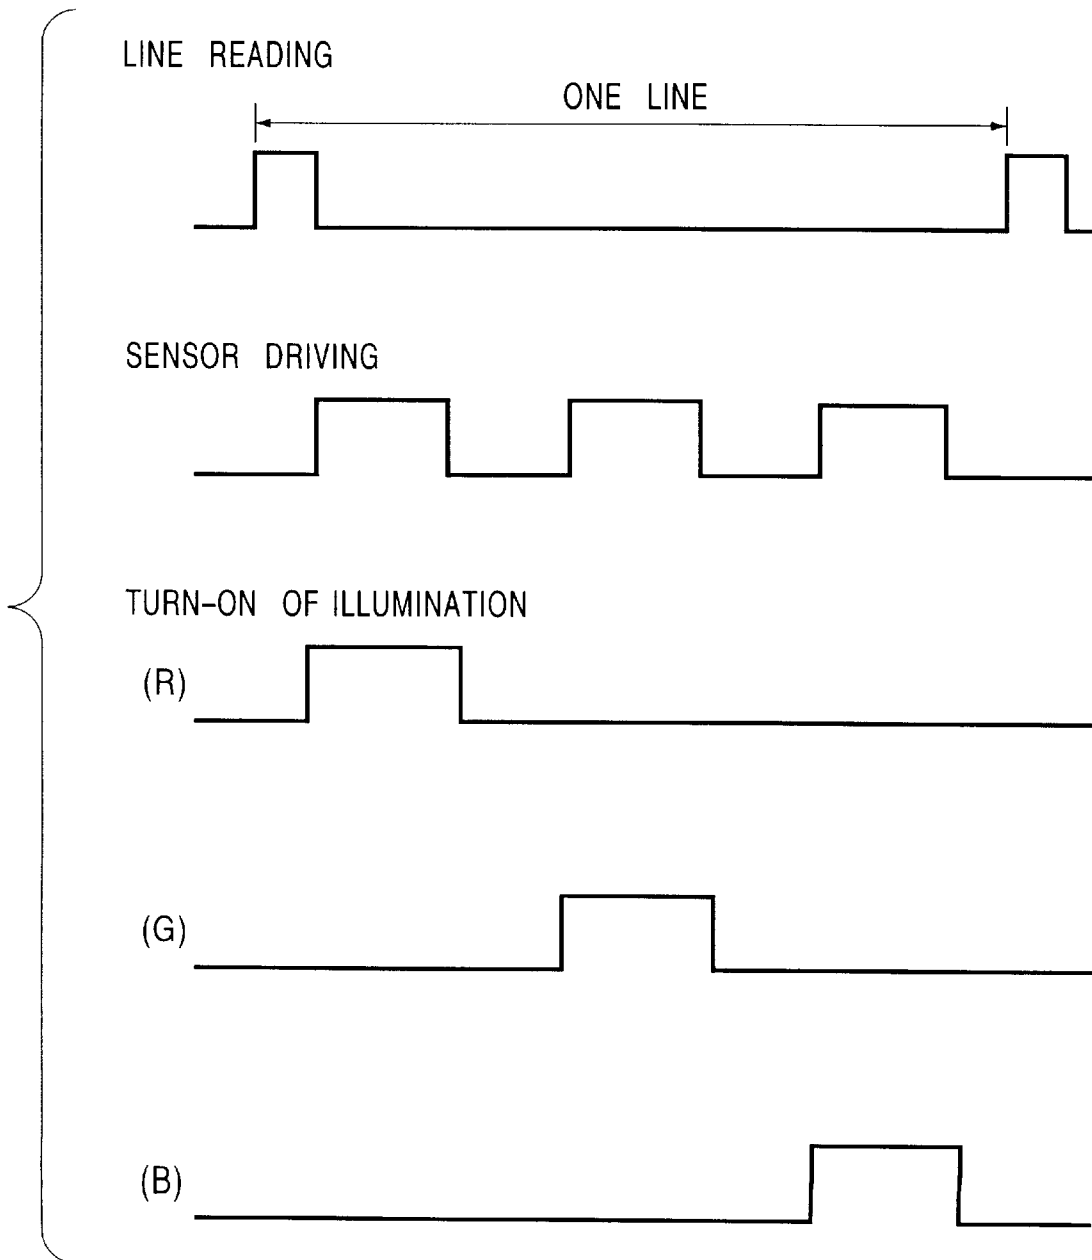 LINE READING
ONE LINE
SENSOR DRIVING
TURN-ON OF ILLUMINATION
(R)
(G)
(B)